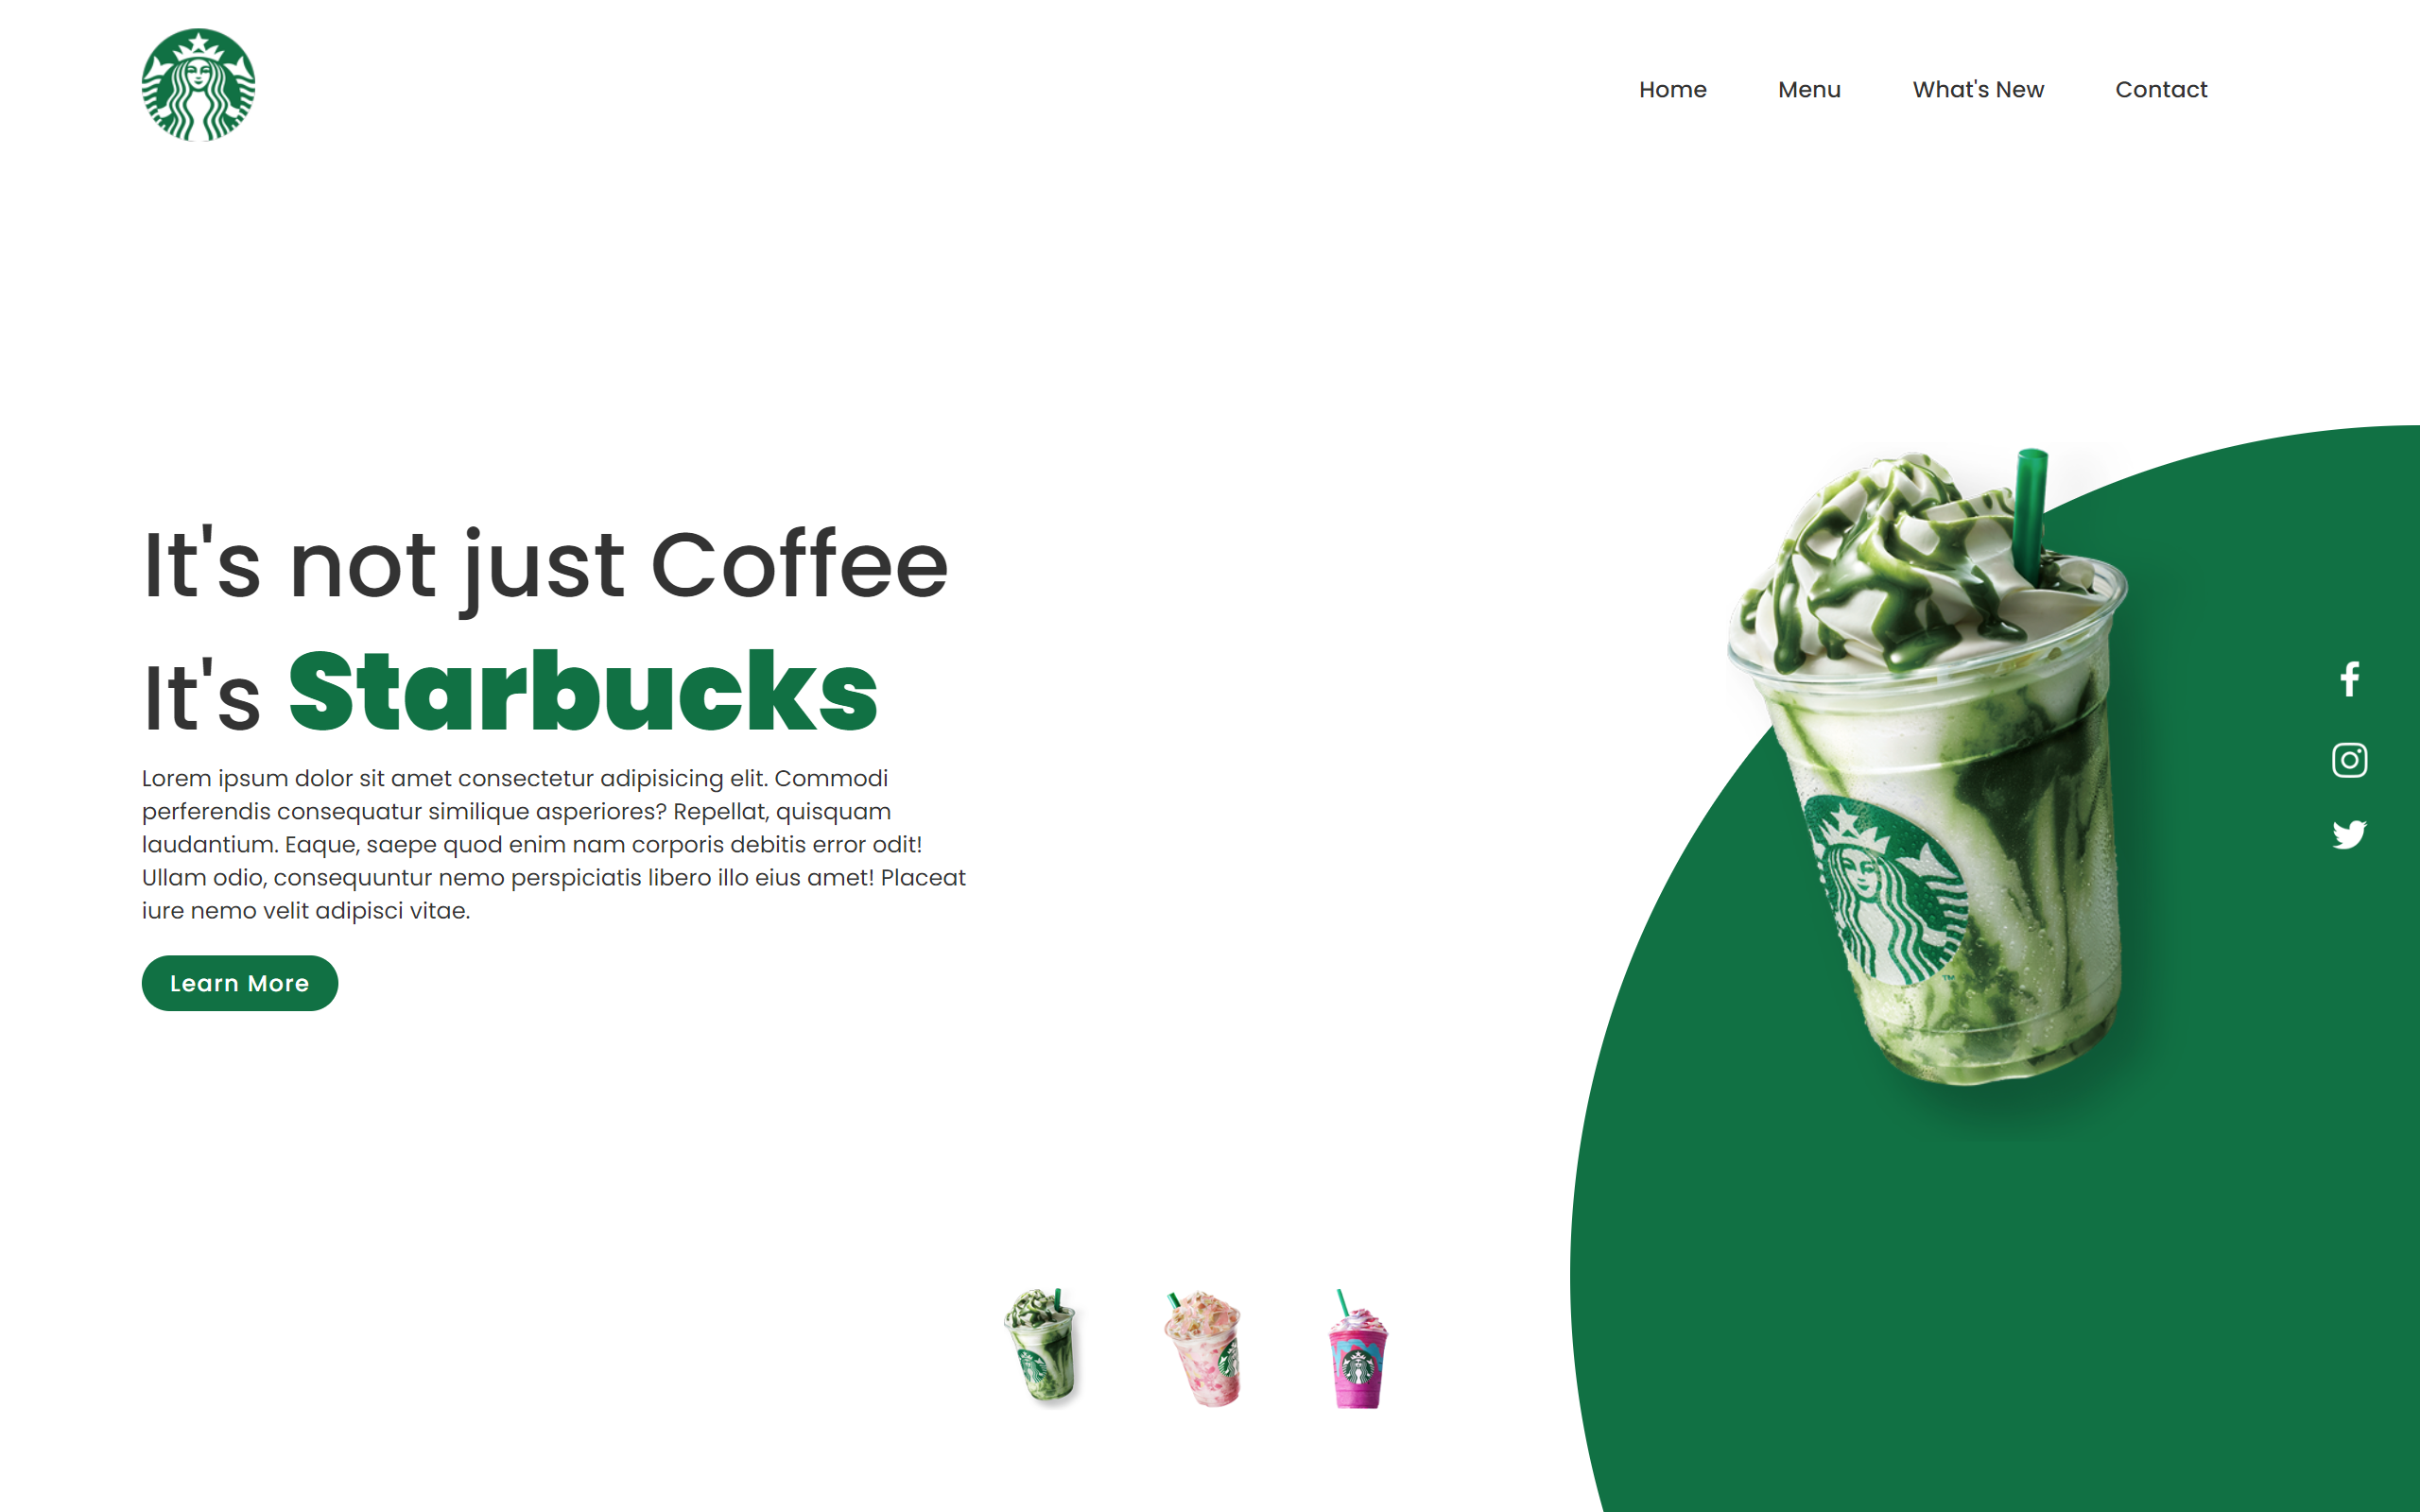 Home
Menu
What's New
Contact
It's not just Coffee
It's Starbucks
Lorem ipsum dolor sit amet consectetur adipisicing elit. Commodi
perferendis consequatur similique asperiores? Repellat, quisquam
laudantium. Eaque, saepe quod enim nam corporis debitis error odit!
Ullam odio, consequuntur nemo perspiciatis libero illo eius amet! Placeat
iure nemo velit adipisci vitae.
Learn More
TM